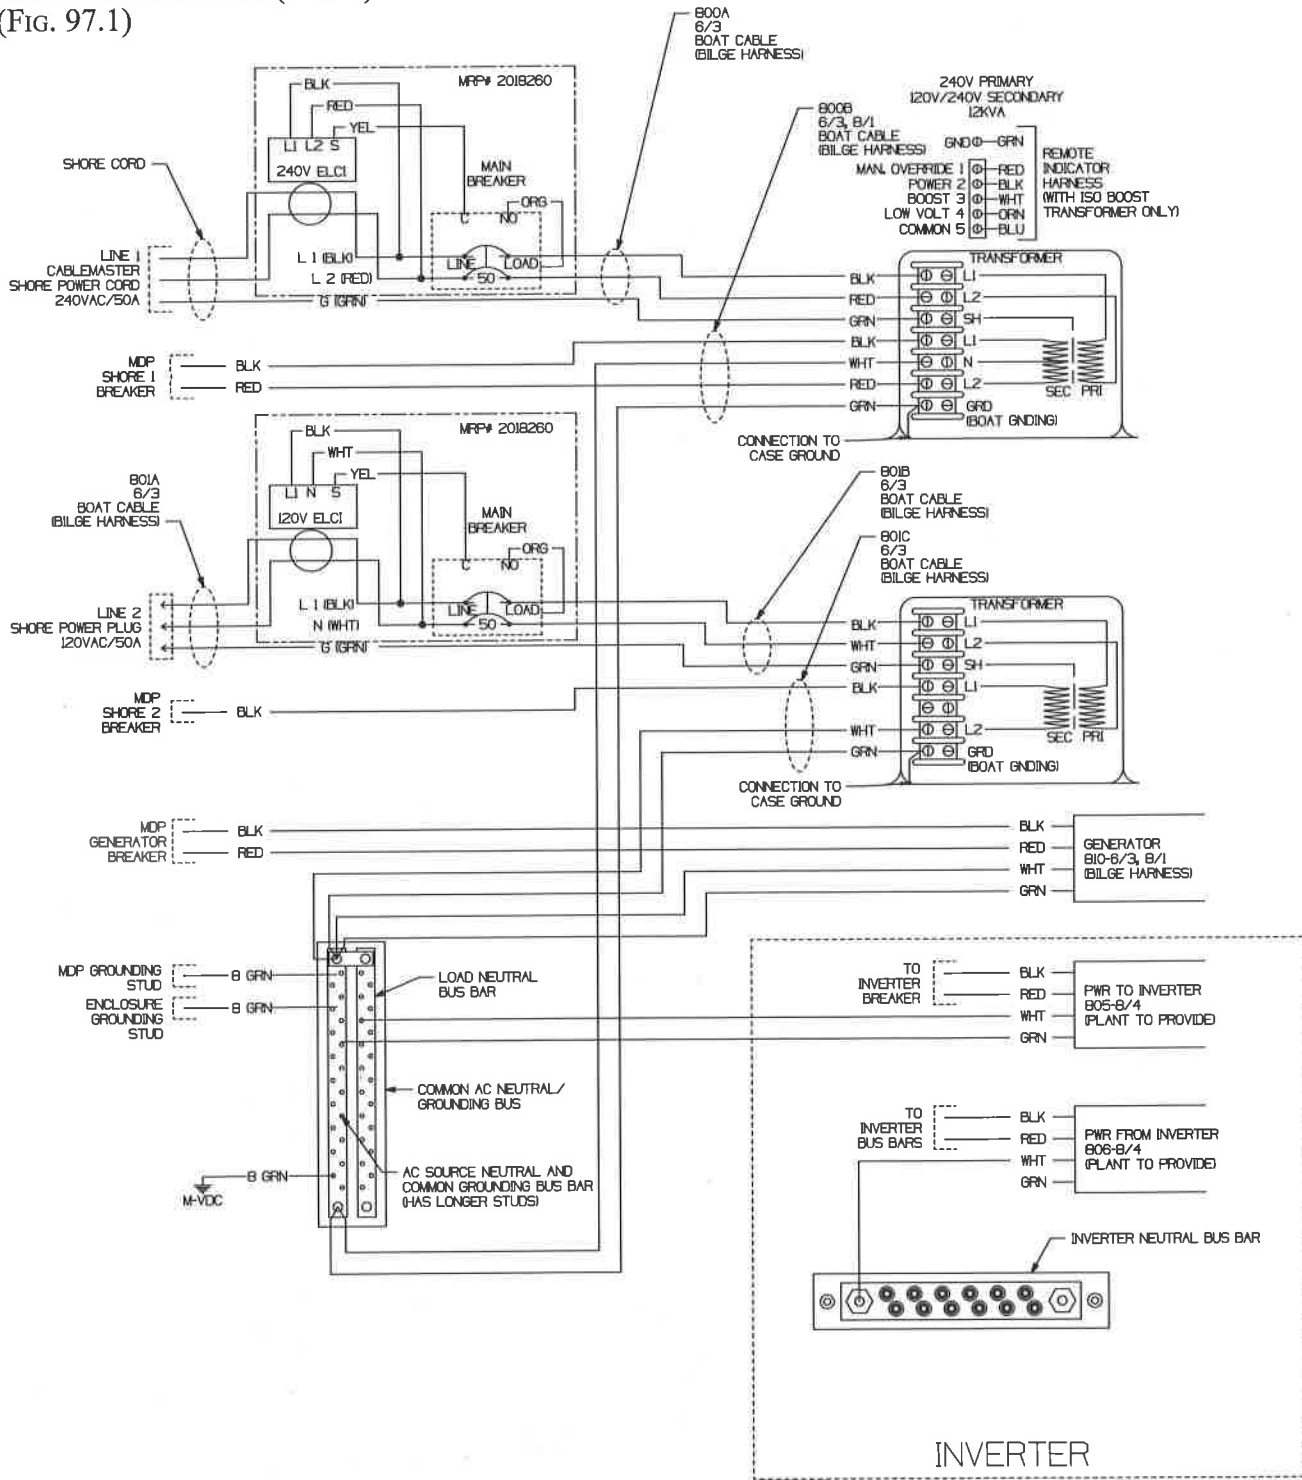 (FIG. 97.1)
800A
6/3
BOAT CABLE
(BILGE HARNESS)
MRP# 2018260
BLK
RED
YEL
L1 L2 S
240V ELCI
MAIN
BREAKER
ORG
C NO
LINE LOAD
50
L 1 (BLK)
L 2 (RED)
G (GRN)
SHORE CORD
LINE 1
CABLEMASTER
SHORE POWER CORD
240VAC/50A
800B
6/3, 8/1
BOAT CABLE
(BILGE HARNESS)
240V PRIMARY
120V/240V SECONDARY
12KVA
GND GRN
MAN. OVERRIDE 1 RED
POWER 2 BLK
BOOST 3 WHT
LOW VOLT 4 ORN
COMMON 5 BLU
REMOTE
INDICATOR
HARNESS
(WITH ISO BOOST
TRANSFORMER ONLY)
TRANSFORMER
BLK L1
RED L2
GRN SH
BLK L1
WHT N
RED L2
GRN GRD
(BOAT GNDING)
SEC PRI
CONNECTION TO
CASE GROUND
MDP
SHORE 1
BREAKER
BLK
RED
MRP# 2018260
BLK
WHT
YEL
L1 N S
120V ELCI
MAIN
BREAKER
ORG
C NO
LINE LOAD
50
L 1 (BLK)
N (WHT)
G (GRN)
801A
6/3
BOAT CABLE
(BILGE HARNESS)
LINE 2
SHORE POWER PLUG
120VAC/50A
801B
6/3
BOAT CABLE
(BILGE HARNESS)
801C
6/3
BOAT CABLE
(BILGE HARNESS)
TRANSFORMER
BLK L1
WHT L2
GRN SH
BLK L1
WHT L2
GRN GRD
(BOAT GNDING)
SEC PRI
CONNECTION TO
CASE GROUND
MDP
SHORE 2
BREAKER
BLK
MDP
GENERATOR
BREAKER
BLK
RED
BLK
RED
WHT
GRN
GENERATOR
810-6/3, 8/1
(BILGE HARNESS)
MDP GROUNDING
STUD
8 GRN
ENCLOSURE
GROUNDING
STUD
8 GRN
LOAD NEUTRAL
BUS BAR
COMMON AC NEUTRAL/
GROUNDING BUS
AC SOURCE NEUTRAL AND
COMMON GROUNDING BUS BAR
(HAS LONGER STUDS)
8 GRN
M-VDC
TO
INVERTER
BREAKER
BLK
RED
WHT
GRN
PWR TO INVERTER
805-8/4
(PLANT TO PROVIDE)
TO
INVERTER
BUS BARS
BLK
RED
WHT
GRN
PWR FROM INVERTER
806-8/4
(PLANT TO PROVIDE)
INVERTER NEUTRAL BUS BAR
INVERTER